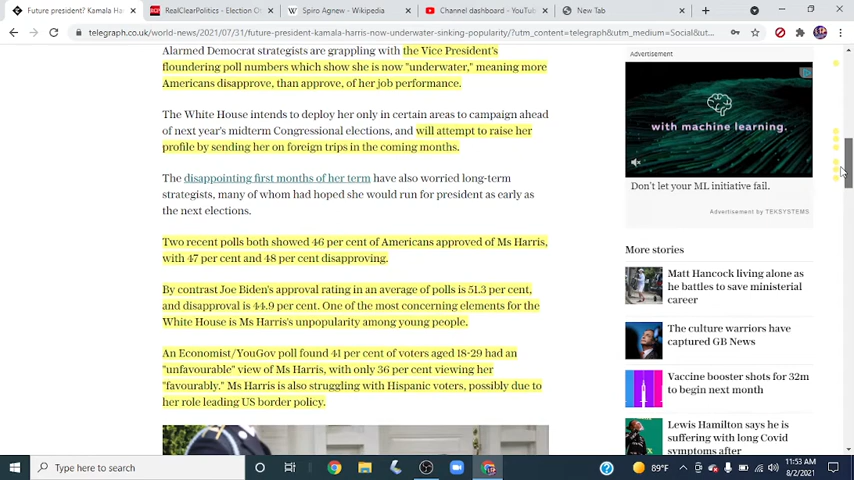 Future president? Kamala Ha
RealClearPolitics - Election Ot
Spiro Agnew - Wikipedia
Channel dashboard - YouTub
New Tab
telegraph.co.uk/world-news/2021/07/31/future-president-kamala-harris-now-underwater-sinking-popularity/?utm_content=telegraph&utm_medium=Social&ut...
Alarmed Democrat strategists are grappling with the Vice President's
floundering poll numbers which show she is now "underwater," meaning more
Americans disapprove, than approve, of her job performance.
The White House intends to deploy her only in certain areas to campaign ahead
of next year's midterm Congressional elections, and will attempt to raise her
profile by sending her on foreign trips in the coming months.
The disappointing first months of her term have also worried long-term
strategists, many of whom had hoped she would run for president as early as
the next elections.
Two recent polls both showed 46 per cent of Americans approved of Ms Harris,
with 47 per cent and 48 per cent disapproving.
By contrast Joe Biden's approval rating in an average of polls is 51.3 per cent,
and disapproval is 44.9 per cent. One of the most concerning elements for the
White House is Ms Harris's unpopularity among young people.
An Economist/YouGov poll found 41 per cent of voters aged 18-29 had an
"unfavourable" view of Ms Harris, with only 36 per cent viewing her
"favourably." Ms Harris is also struggling with Hispanic voters, possibly due to
her role leading US border policy.
Advertisement
with machine learning.
Don't let your ML initiative fail.
Advertisement by TEKSYSTEMS
More stories
Matt Hancock living alone as
he battles to save ministerial
career
The culture warriors have
captured GB News
Vaccine booster shots for 32m
to begin next month
Lewis Hamilton says he is
suffering with long Covid
symptoms after
Type here to search
89°F
11:53 AM
8/2/2021